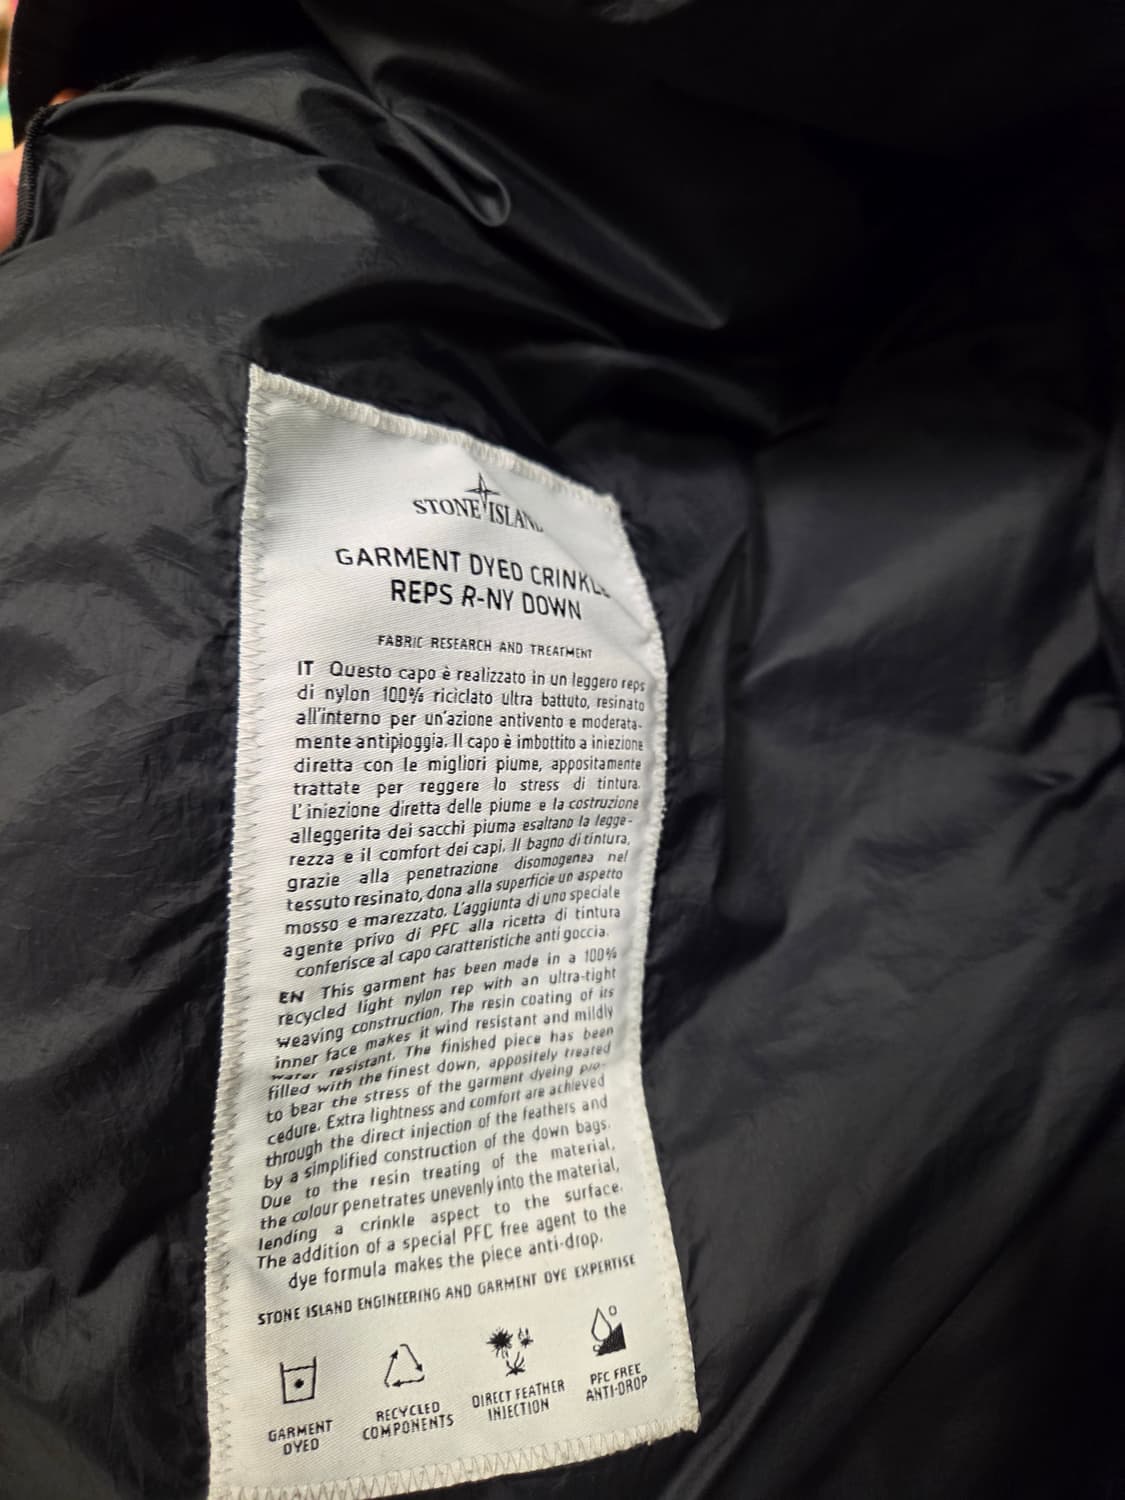 STONE ISLAND
GARMENT DYED CRINKLE
REPS R-NY DOWN
FABRIC RESEARCH AND TREATMENT
IT Questo capo è realizzato in un leggero reps
di nylon 100% riciclato ultra battuto, resinato
all'interno per un'azione antivento e moderata-
mente antipioggia. Il capo è imbottito a iniezione
diretta con le migliori piume, appositamente
trattate per reggere lo stress di tintura.
L'iniezione diretta delle piume e la costruzione
alleggerita dei sacchi piuma esaltano la legge-
rezza e il comfort dei capi. Il bagno di tintura,
grazie alla penetrazione disomogenea nel
tessuto resinato, dona alla superficie un aspetto
mosso e marezzato. L'aggiunta di uno speciale
agente privo di PFC alla ricetta di tintura
conferisce al capo caratteristiche anti goccia.
EN This garment has been made in a 100%
recycled light nylon rep with an ultra-tight
weaving construction. The resin coating of its
inner face makes it wind resistant and mildly
water resistant. The finished piece has been
filled with the finest down, appositely treated
to bear the stress of the garment dyeing pro-
cedure. Extra lightness and comfort are achieved
through the direct injection of the feathers and
by a simplified construction of the down bags.
Due to the resin treating of the material,
the colour penetrates unevenly into the material,
lending a crinkle aspect to the surface.
The addition of a special PFC free agent to the
dye formula makes the piece anti-drop.
STONE ISLAND ENGINEERING AND GARMENT DYE EXPERTISE
GARMENT
DYED
RECYCLED
COMPONENTS
DIRECT FEATHER
INJECTION
PFC FREE
ANTI-DROP